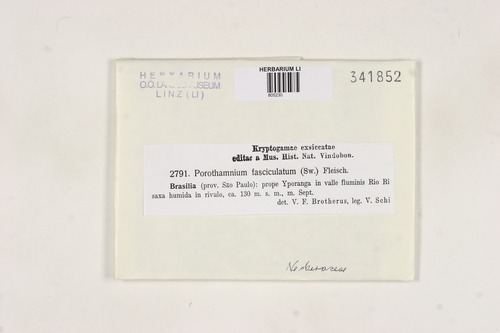 HERBARIUM
O.Ö. LANDESMUSEUM
LINZ (LI)
HERBARIUM LI
341852
Kryptogamae exsiccatae
editae a Mus. Hist. Nat. Vindobon.
2791. Porothamnium fasciculatum (Sw.) Fleisch.
Brasilia (prov. São Paulo): prope Yporanga in valle fluminis Rio Ri
saxa humida in rivulo, ca. 130 m. s. m., m. Sept.
det. V. F. Brotherus, leg. V. Schi